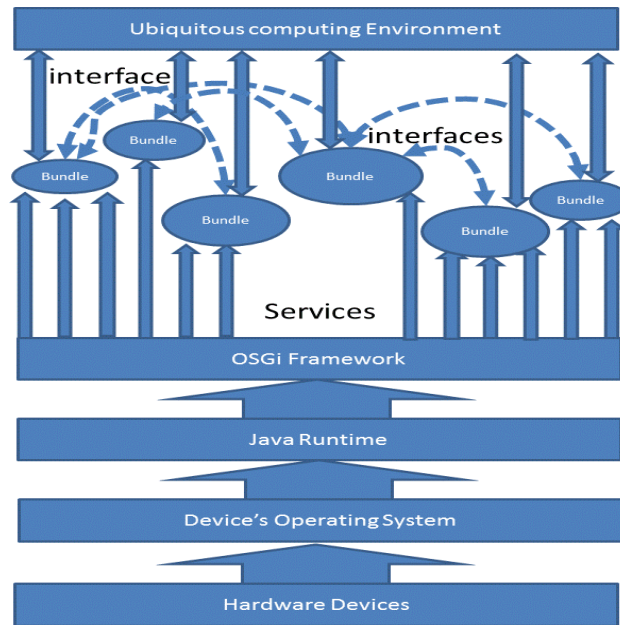 Ubiquitous computing Environment
interface
Bundle
interfaces
Bundle
Bundle
Bundle
Bundle
Bundle
Services
OSGi Framework
Java Runtime
Device’s Operating System
Hardware Devices